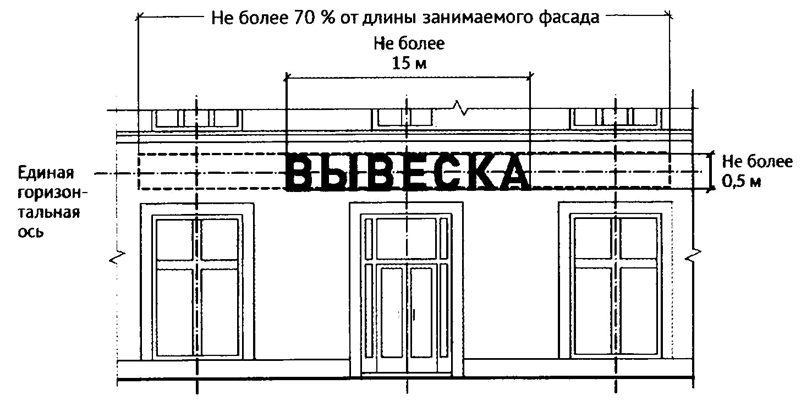 Не более 70 % от длины занимаемого фасада
Не более
15 м
ВЫВЕСКА
Не более
0,5 м
Единая
горизон-
тальная
ось